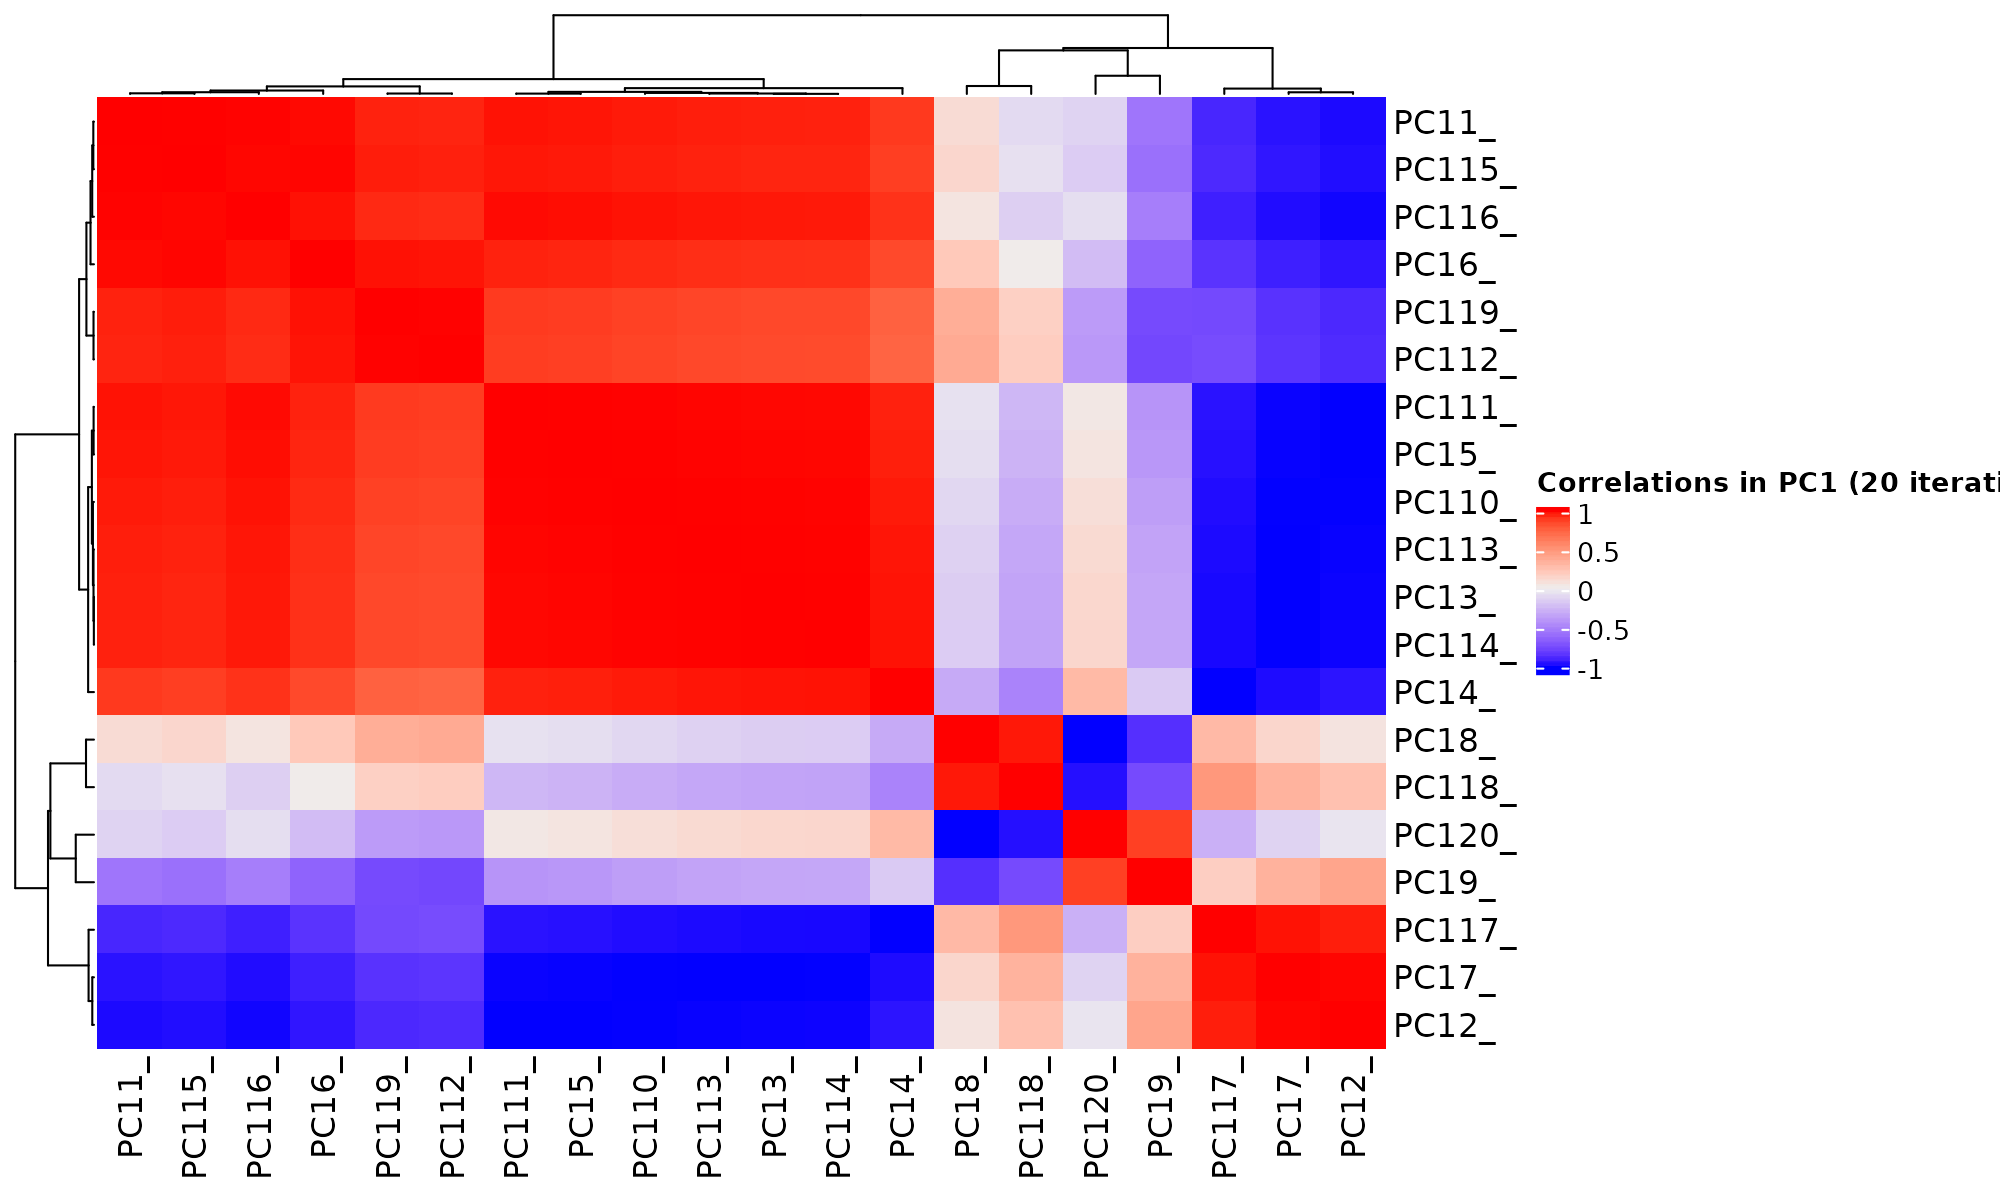 PC11_
PC115_
PC116_
PC16_
PC119_
PC112_
PC111_
PC15_
PC110_
PC113_
PC13_
PC114_
PC14_
PC18_
PC118_
PC120_
PC19_
PC117_
PC17_
PC12_
Correlations in PC1 (20 iterati
1
0.5
0
-0.5
-1
PC11_
PC115_
PC116_
PC16_
PC119_
PC112_
PC111_
PC15_
PC110_
PC113_
PC13_
PC114_
PC14_
PC18_
PC118_
PC120_
PC19_
PC117_
PC17_
PC12_